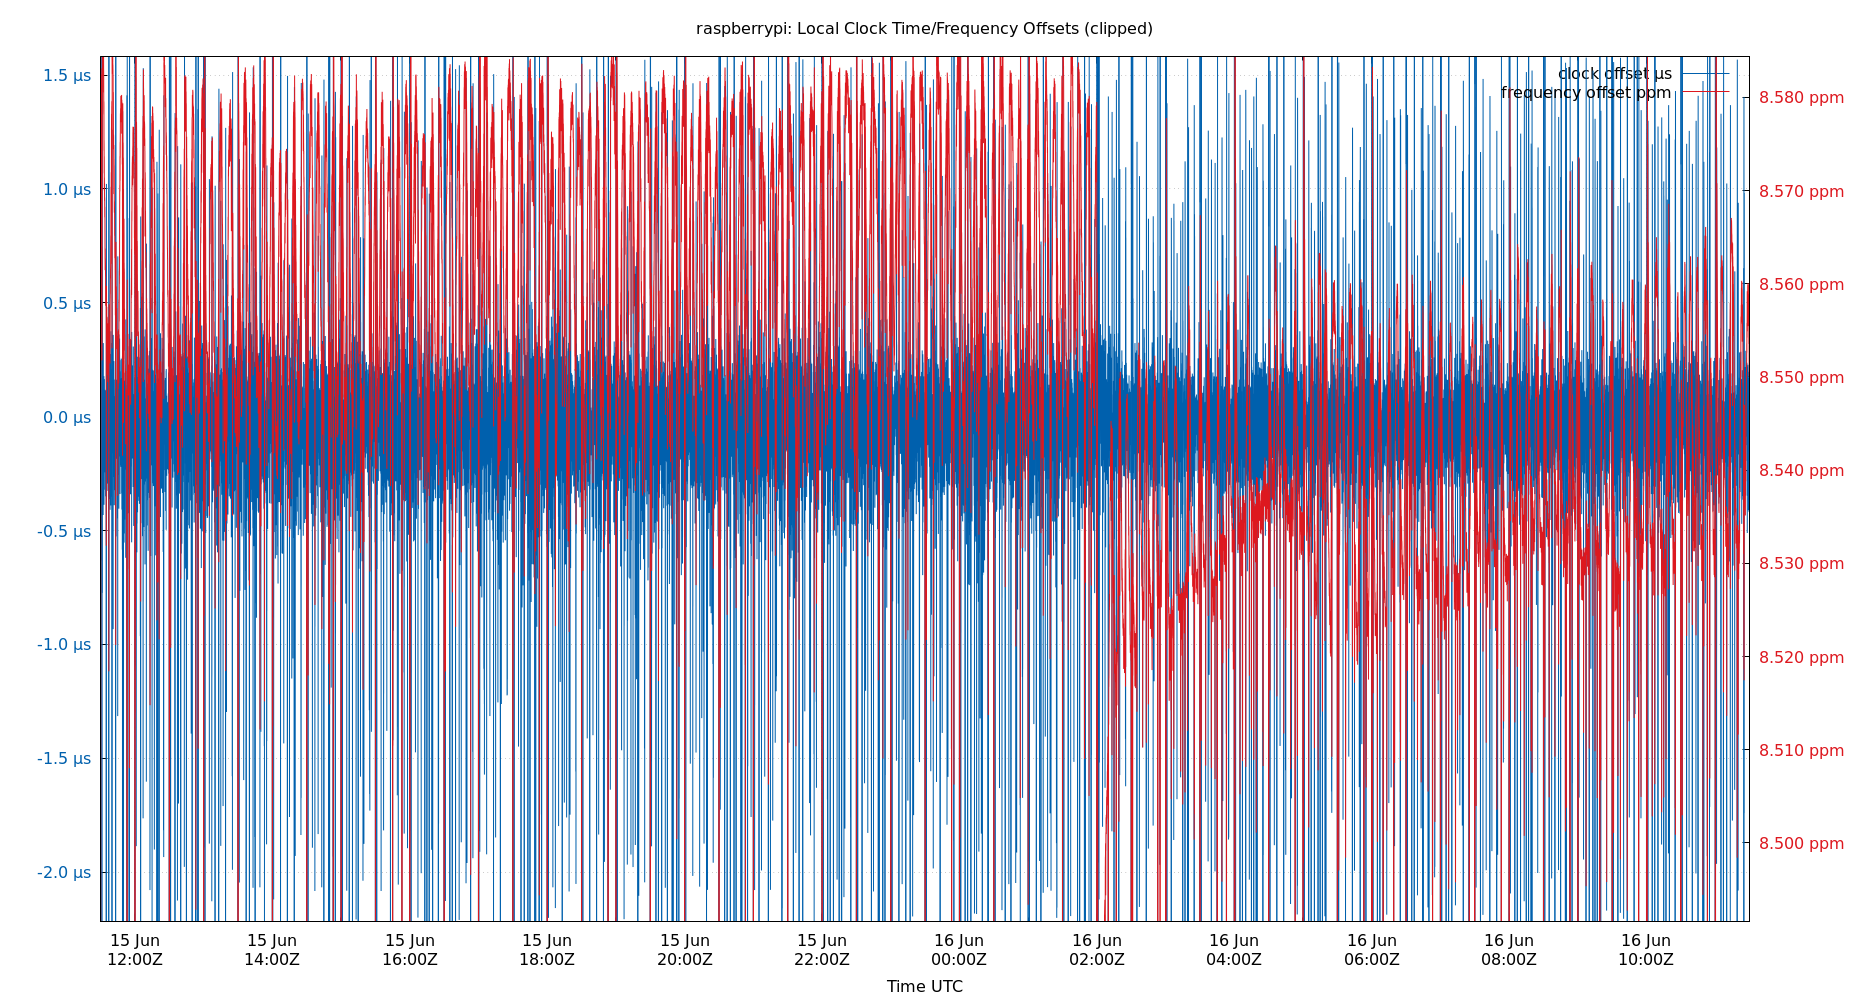 raspberrypi: Local Clock Time/Frequency Offsets (clipped)
clock offset µs
frequency offset ppm
1.5 µs
1.0 µs
0.5 µs
0.0 µs
-0.5 µs
-1.0 µs
-1.5 µs
-2.0 µs
8.580 ppm
8.570 ppm
8.560 ppm
8.550 ppm
8.540 ppm
8.530 ppm
8.520 ppm
8.510 ppm
8.500 ppm
15 Jun 15 Jun 15 Jun 15 Jun 15 Jun 15 Jun 16 Jun 16 Jun 16 Jun 16 Jun 16 Jun 16 Jun
12:00Z 14:00Z 16:00Z 18:00Z 20:00Z 22:00Z 00:00Z 02:00Z 04:00Z 06:00Z 08:00Z 10:00Z
Time UTC